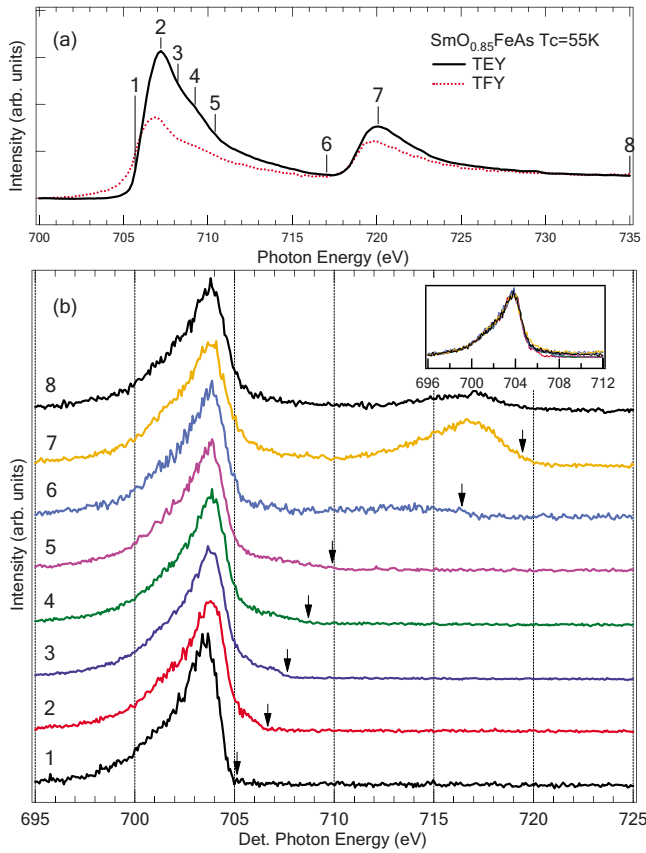 (a)
SmO0.85FeAs Tc=55K
TEY
TFY
1
2
3
4
5
6
7
8
Intensity (arb. units)
700 705 710 715 720 725 730 735
Photon Energy (eV)
(b)
696 700 704 708 712
8
7
6
5
4
3
2
1
Intensity (arb. units)
695 700 705 710 715 720 725
Det. Photon Energy (eV)